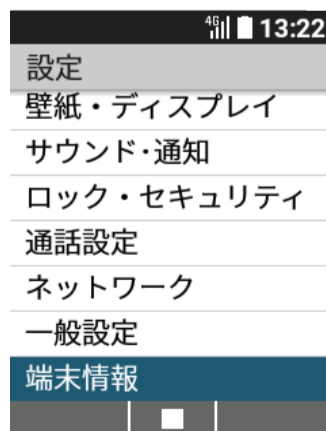 4G 13:22
設定
壁紙・ディスプレイ
サウンド･通知
ロック・セキュリティ
通話設定
ネットワーク
一般設定
端末情報